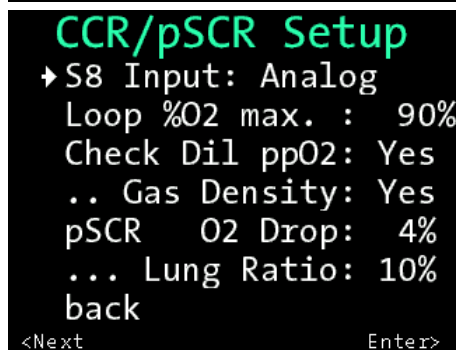 CCR/pSCR Setup
→S8 Input: Analog
Loop %O2 max. : 90%
Check Dil ppO2: Yes
.. Gas Density: Yes
pSCR O2 Drop: 4%
... Lung Ratio: 10%
back
<Next Enter>